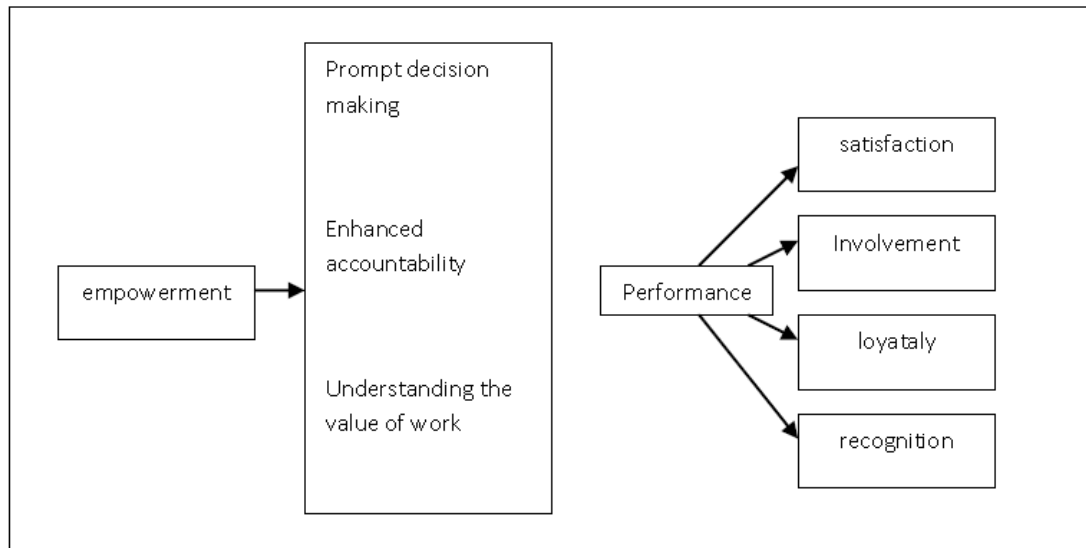 empowerment
Prompt decision
making
Enhanced
accountability
Understanding the
value of work
Performance
satisfaction
Involvement
loyataly
recognition